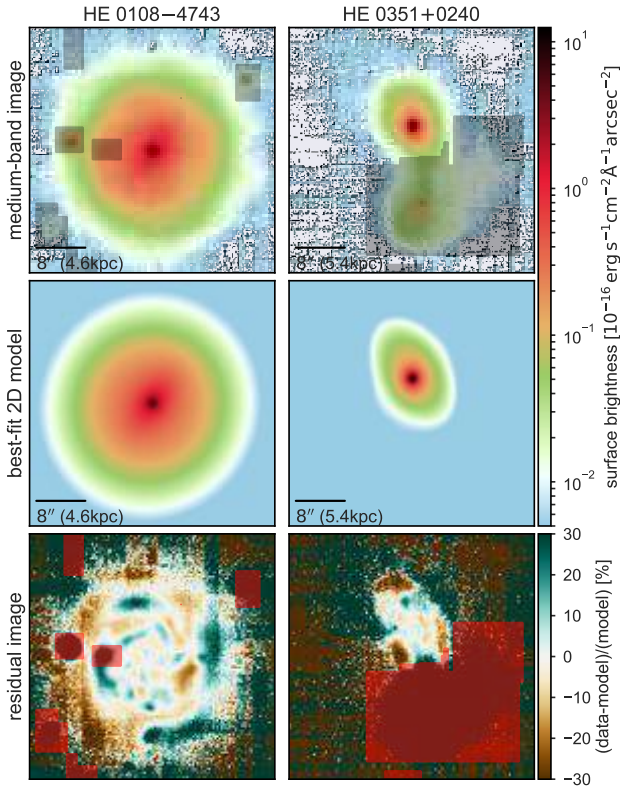 HE 0108−4743
HE 0351+0240
medium-band image
8″ (4.6kpc)
8″ (5.4kpc)
best-fit 2D model
8″ (4.6kpc)
8″ (5.4kpc)
residual image
10¹
10⁰
10⁻¹
10⁻²
surface brightness [10⁻¹⁶ erg s⁻¹cm⁻²Å⁻¹arcsec⁻²]
30
20
10
0
−10
−20
−30
(data-model)/(model) [%]